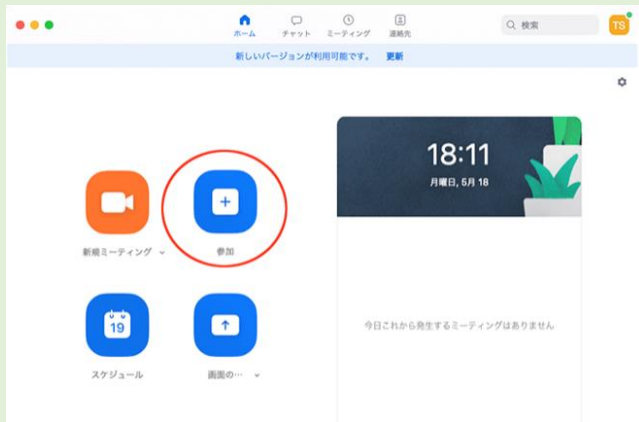 ホーム
チャット
ミーティング
連絡先
検索
TS
新しいバージョンが利用可能です。 更新
18:11
月曜日, 5月 18
新規ミーティング
参加
19
スケジュール
画面の…
今日これから発生するミーティングはありません